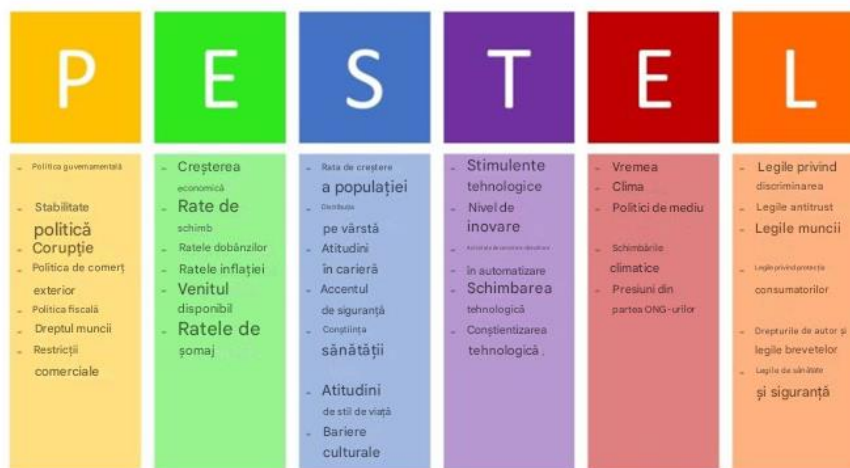 P
E
S
T
E
L
- Politica guvernamentală
- Stabilitate
politică
- Corupție
- Politica de comerț
exterior
- Politica fiscală
- Dreptul muncii
- Restricții
comerciale
- Creșterea
economică
- Rate de
schimb
- Ratele dobânzilor
- Ratele inflației
- Venitul
disponibil
- Ratele de
șomaj
- Rata de creștere
a populației
- Distribuția
pe vârstă
- Atitudini
în carieră
- Accentul
de siguranță
- Conștiința
sănătății
- Atitudini
de stil de viață
- Bariere
culturale
- Stimulente
tehnologice
- Nivel de
inovare
-
în automatizare
- Schimbarea
tehnologică
- Conștientizarea
tehnologică.
- Vremea
- Clima
- Politici de mediu
- Schimbările
climatice
- Presiuni din
partea ONG-urilor
- Legile privind
discriminarea
- Legile antitrust
- Legile muncii
- Legile privind protecția
consumatorilor
- Drepturile de autor și
legile brevetelor
- Legile de sănătate
și siguranță